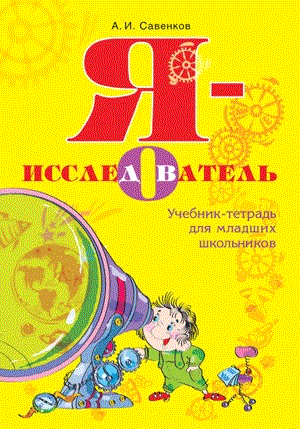 А. И. Савенков
Я-
ИССЛЕДОВАТЕЛЬ
Учебник-тетрадь
для младших
школьников